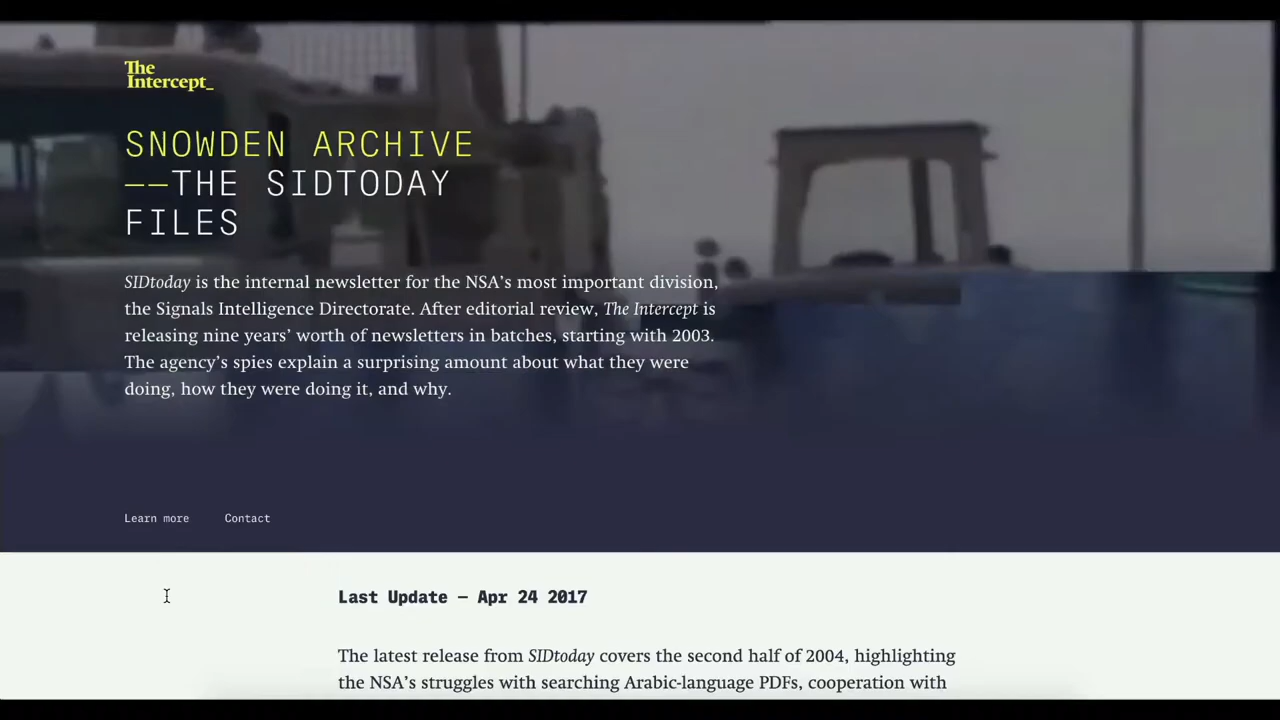 The
Intercept_
SNOWDEN ARCHIVE
——THE SIDTODAY
FILES
SIDtoday is the internal newsletter for the NSA’s most important division,
the Signals Intelligence Directorate. After editorial review, The Intercept is
releasing nine years’ worth of newsletters in batches, starting with 2003.
The agency’s spies explain a surprising amount about what they were
doing, how they were doing it, and why.
Learn more
Contact
Last Update — Apr 24 2017
The latest release from SIDtoday covers the second half of 2004, highlighting
the NSA’s struggles with searching Arabic-language PDFs, cooperation with